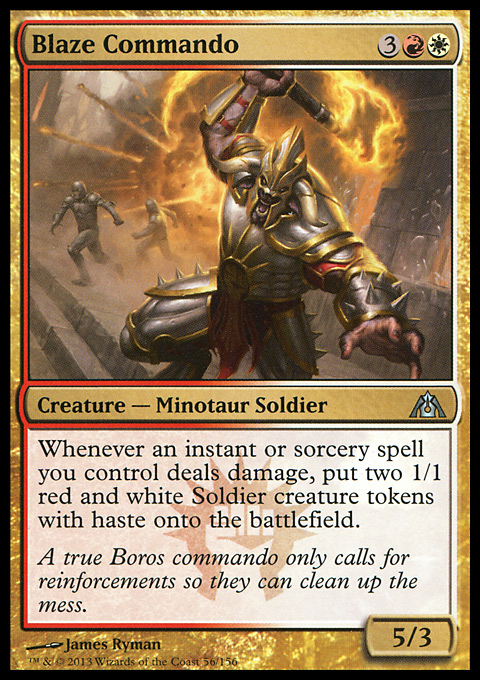 Blaze Commando 3
Creature — Minotaur Soldier
Whenever an instant or sorcery spell
you control deals damage, put two 1/1
red and white Soldier creature tokens
with haste onto the battlefield.
A true Boros commando only calls for
reinforcements so they can clean up the
mess.
5/3
James Ryman
™ & © 2013 Wizards of the Coast 56/156